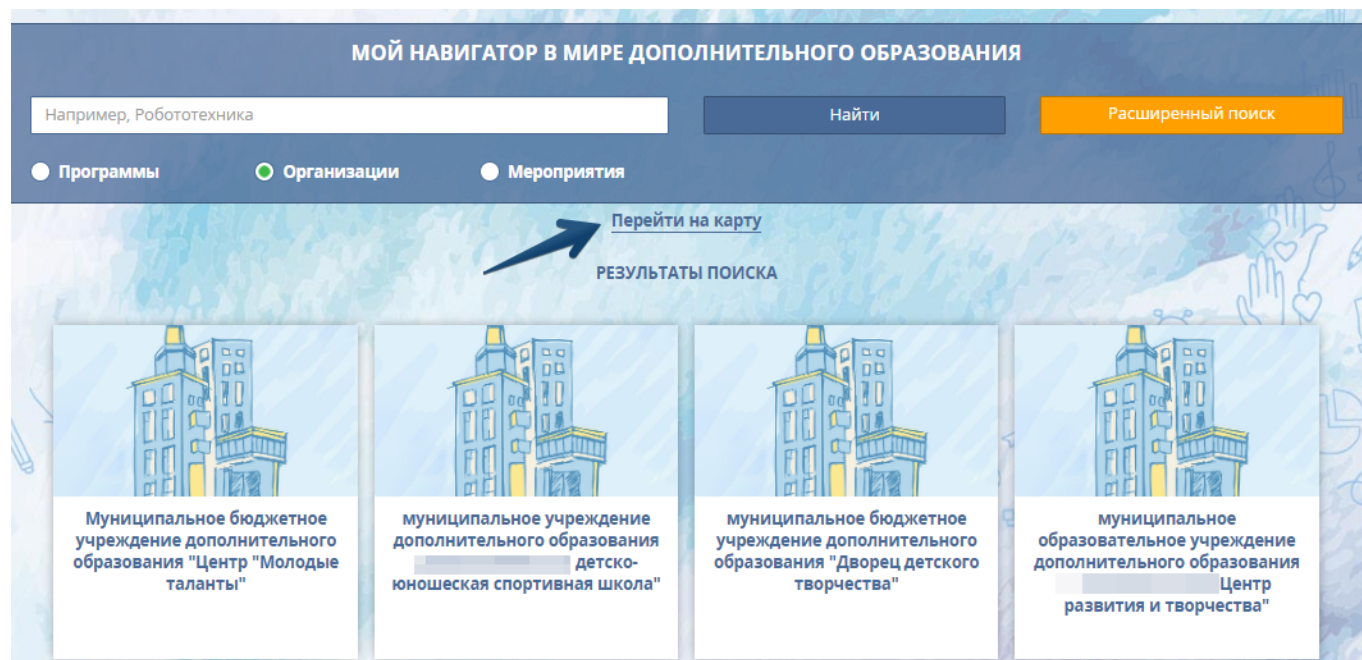 МОЙ НАВИГАТОР В МИРЕ ДОПОЛНИТЕЛЬНОГО ОБРАЗОВАНИЯ
Например, Робототехника
Найти
Расширенный поиск
Программы
Организации
Мероприятия
Перейти на карту
РЕЗУЛЬТАТЫ ПОИСКА
Муниципальное бюджетное
учреждение дополнительного
образования "Центр "Молодые
таланты"
муниципальное учреждение
дополнительного образования
детско-
юношеская спортивная школа"
муниципальное бюджетное
учреждение дополнительного
образования "Дворец детского
творчества"
муниципальное
образовательное учреждение
дополнительного образования
Центр
развития и творчества"